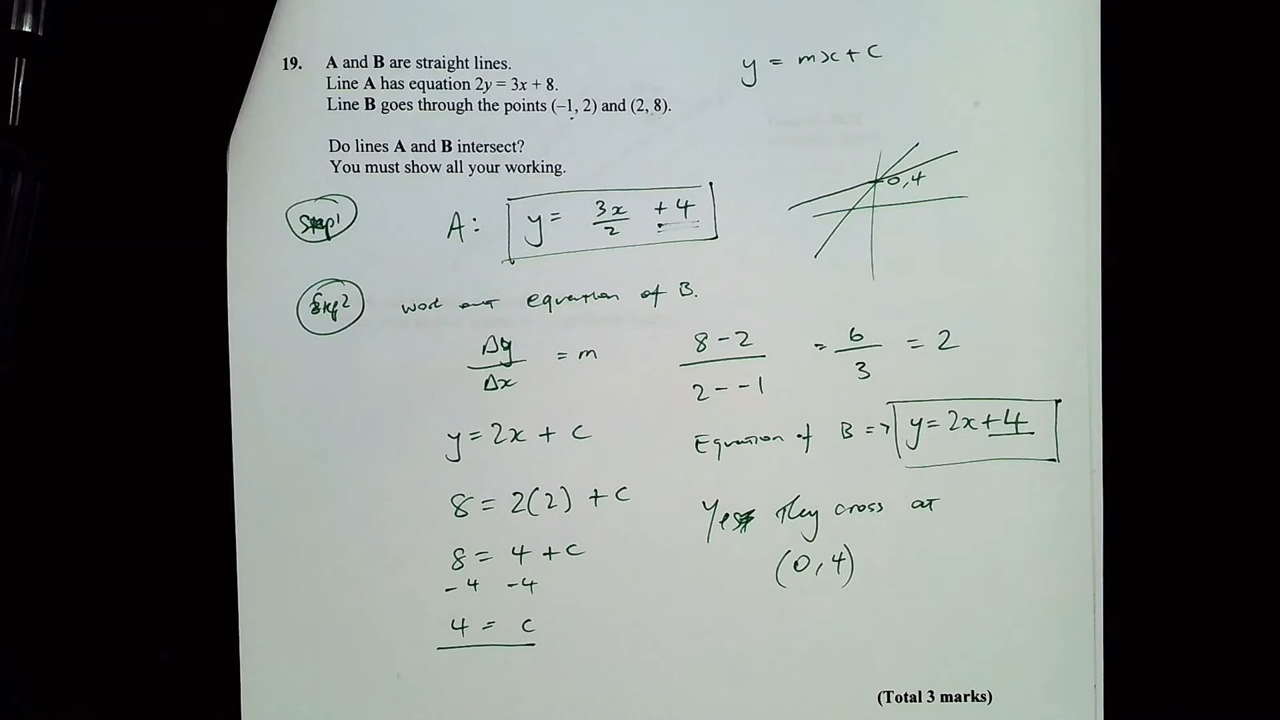 19. A and B are straight lines.
Line A has equation 2y = 3x + 8.
Line B goes through the points (–1, 2) and (2, 8).
y = mx + c
Do lines A and B intersect?
You must show all your working.
0,4
Step 1
A: y = 3x/2 + 4
Step 2
work out equation of B.
Δy/Δx = m
8 - 2 / 2 - - 1 = 6/3 = 2
y = 2x + c
Equation of B => y = 2x + 4
8 = 2(2) + c
Yes they cross at
(0,4)
8 = 4 + c
-4 -4
4 = c
(Total 3 marks)